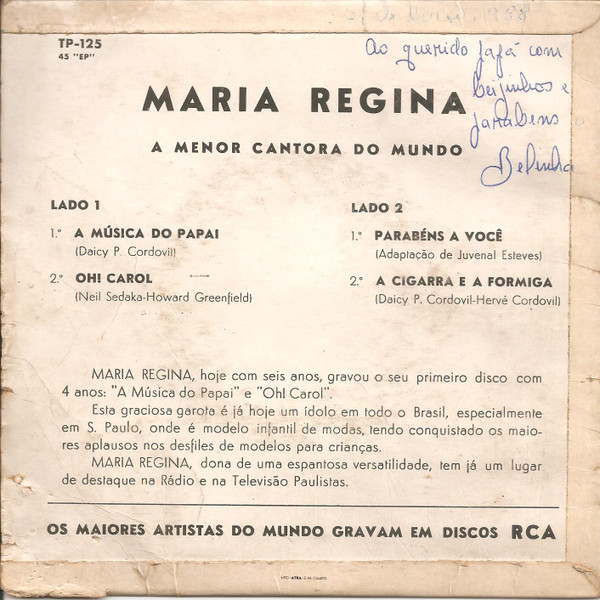 TP-125
45 "EP"
Ao querido Jajá com
beijinhos e
parabens
Belinha
MARIA REGINA
A MENOR CANTORA DO MUNDO
LADO 1
1.º A MÚSICA DO PAPAI
(Daicy P. Cordovil)
2.º OH! CAROL
(Neil Sedaka-Howard Greenfield)
LADO 2
1.º PARABÉNS A VOCÊ
(Adaptação de Juvenal Esteves)
2.º A CIGARRA E A FORMIGA
(Daicy P. Cordovil-Hervé Cordovil)
MARIA REGINA, hoje com seis anos, gravou o seu primeiro disco com
4 anos: "A Música do Papai" e "Oh! Carol".
Esta graciosa garota é já hoje um ídolo em todo o Brasil, especialmente
em S. Paulo, onde é modelo infantil de modas, tendo conquistado os maio-
res aplausos nos desfiles de modelos para crianças.
MARIA REGINA, dona de uma espantosa versatilidade, tem já um lugar
de destaque na Rádio e na Televisão Paulistas.
OS MAIORES ARTISTAS DO MUNDO GRAVAM EM DISCOS RCA